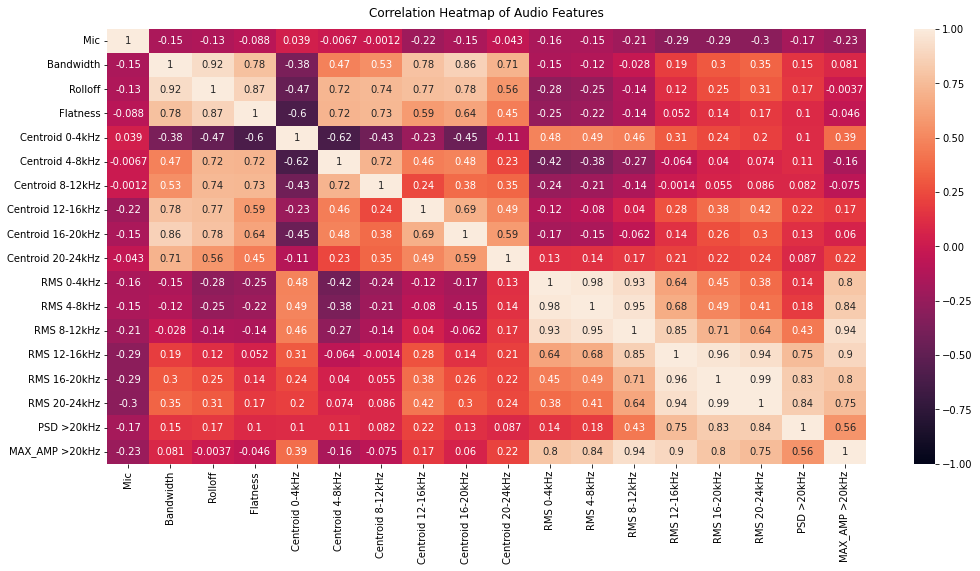 Correlation Heatmap of Audio Features
Mic 1 -0.15 -0.13 -0.088 0.039 -0.0067 -0.0012 -0.22 -0.15 -0.043 -0.16 -0.15 -0.21 -0.29 -0.29 -0.3 -0.17 -0.23
Bandwidth -0.15 1 0.92 0.78 -0.38 0.47 0.53 0.78 0.86 0.71 -0.15 -0.12 -0.028 0.19 0.3 0.35 0.15 0.081
Rolloff -0.13 0.92 1 0.87 -0.47 0.72 0.74 0.77 0.78 0.56 -0.28 -0.25 -0.14 0.12 0.25 0.31 0.17 -0.0037
Flatness -0.088 0.78 0.87 1 -0.6 0.72 0.73 0.59 0.64 0.45 -0.25 -0.22 -0.14 0.052 0.14 0.17 0.1 -0.046
Centroid 0-4kHz 0.039 -0.38 -0.47 -0.6 1 -0.62 -0.43 -0.23 -0.45 -0.11 0.48 0.49 0.46 0.31 0.24 0.2 0.1 0.39
Centroid 4-8kHz -0.0067 0.47 0.72 0.72 -0.62 1 0.72 0.46 0.48 0.23 -0.42 -0.38 -0.27 -0.064 0.04 0.074 0.11 -0.16
Centroid 8-12kHz -0.0012 0.53 0.74 0.73 -0.43 0.72 1 0.24 0.38 0.35 -0.24 -0.21 -0.14 -0.0014 0.055 0.086 0.082 -0.075
Centroid 12-16kHz -0.22 0.78 0.77 0.59 -0.23 0.46 0.24 1 0.69 0.49 -0.12 -0.08 0.04 0.28 0.38 0.42 0.22 0.17
Centroid 16-20kHz -0.15 0.86 0.78 0.64 -0.45 0.48 0.38 0.69 1 0.59 -0.17 -0.15 -0.062 0.14 0.26 0.3 0.13 0.06
Centroid 20-24kHz -0.043 0.71 0.56 0.45 -0.11 0.23 0.35 0.49 0.59 1 0.13 0.14 0.17 0.21 0.22 0.24 0.087 0.22
RMS 0-4kHz -0.16 -0.15 -0.28 -0.25 0.48 -0.42 -0.24 -0.12 -0.17 0.13 1 0.98 0.93 0.64 0.45 0.38 0.14 0.8
RMS 4-8kHz -0.15 -0.12 -0.25 -0.22 0.49 -0.38 -0.21 -0.08 -0.15 0.14 0.98 1 0.95 0.68 0.49 0.41 0.18 0.84
RMS 8-12kHz -0.21 -0.028 -0.14 -0.14 0.46 -0.27 -0.14 0.04 -0.062 0.17 0.93 0.95 1 0.85 0.71 0.64 0.43 0.94
RMS 12-16kHz -0.29 0.19 0.12 0.052 0.31 -0.064 -0.0014 0.28 0.14 0.21 0.64 0.68 0.85 1 0.96 0.94 0.75 0.9
RMS 16-20kHz -0.29 0.3 0.25 0.14 0.24 0.04 0.055 0.38 0.26 0.22 0.45 0.49 0.71 0.96 1 0.99 0.83 0.8
RMS 20-24kHz -0.3 0.35 0.31 0.17 0.2 0.074 0.086 0.42 0.3 0.24 0.38 0.41 0.64 0.94 0.99 1 0.84 0.75
PSD >20kHz -0.17 0.15 0.17 0.1 0.1 0.11 0.082 0.22 0.13 0.087 0.14 0.18 0.43 0.75 0.83 0.84 1 0.56
MAX_AMP >20kHz -0.23 0.081 -0.0037 -0.046 0.39 -0.16 -0.075 0.17 0.06 0.22 0.8 0.84 0.94 0.9 0.8 0.75 0.56 1
Mic
Bandwidth
Rolloff
Flatness
Centroid 0-4kHz
Centroid 4-8kHz
Centroid 8-12kHz
Centroid 12-16kHz
Centroid 16-20kHz
Centroid 20-24kHz
RMS 0-4kHz
RMS 4-8kHz
RMS 8-12kHz
RMS 12-16kHz
RMS 16-20kHz
RMS 20-24kHz
PSD >20kHz
MAX_AMP >20kHz
1.00
0.75
0.50
0.25
0.00
−0.25
−0.50
−0.75
−1.00